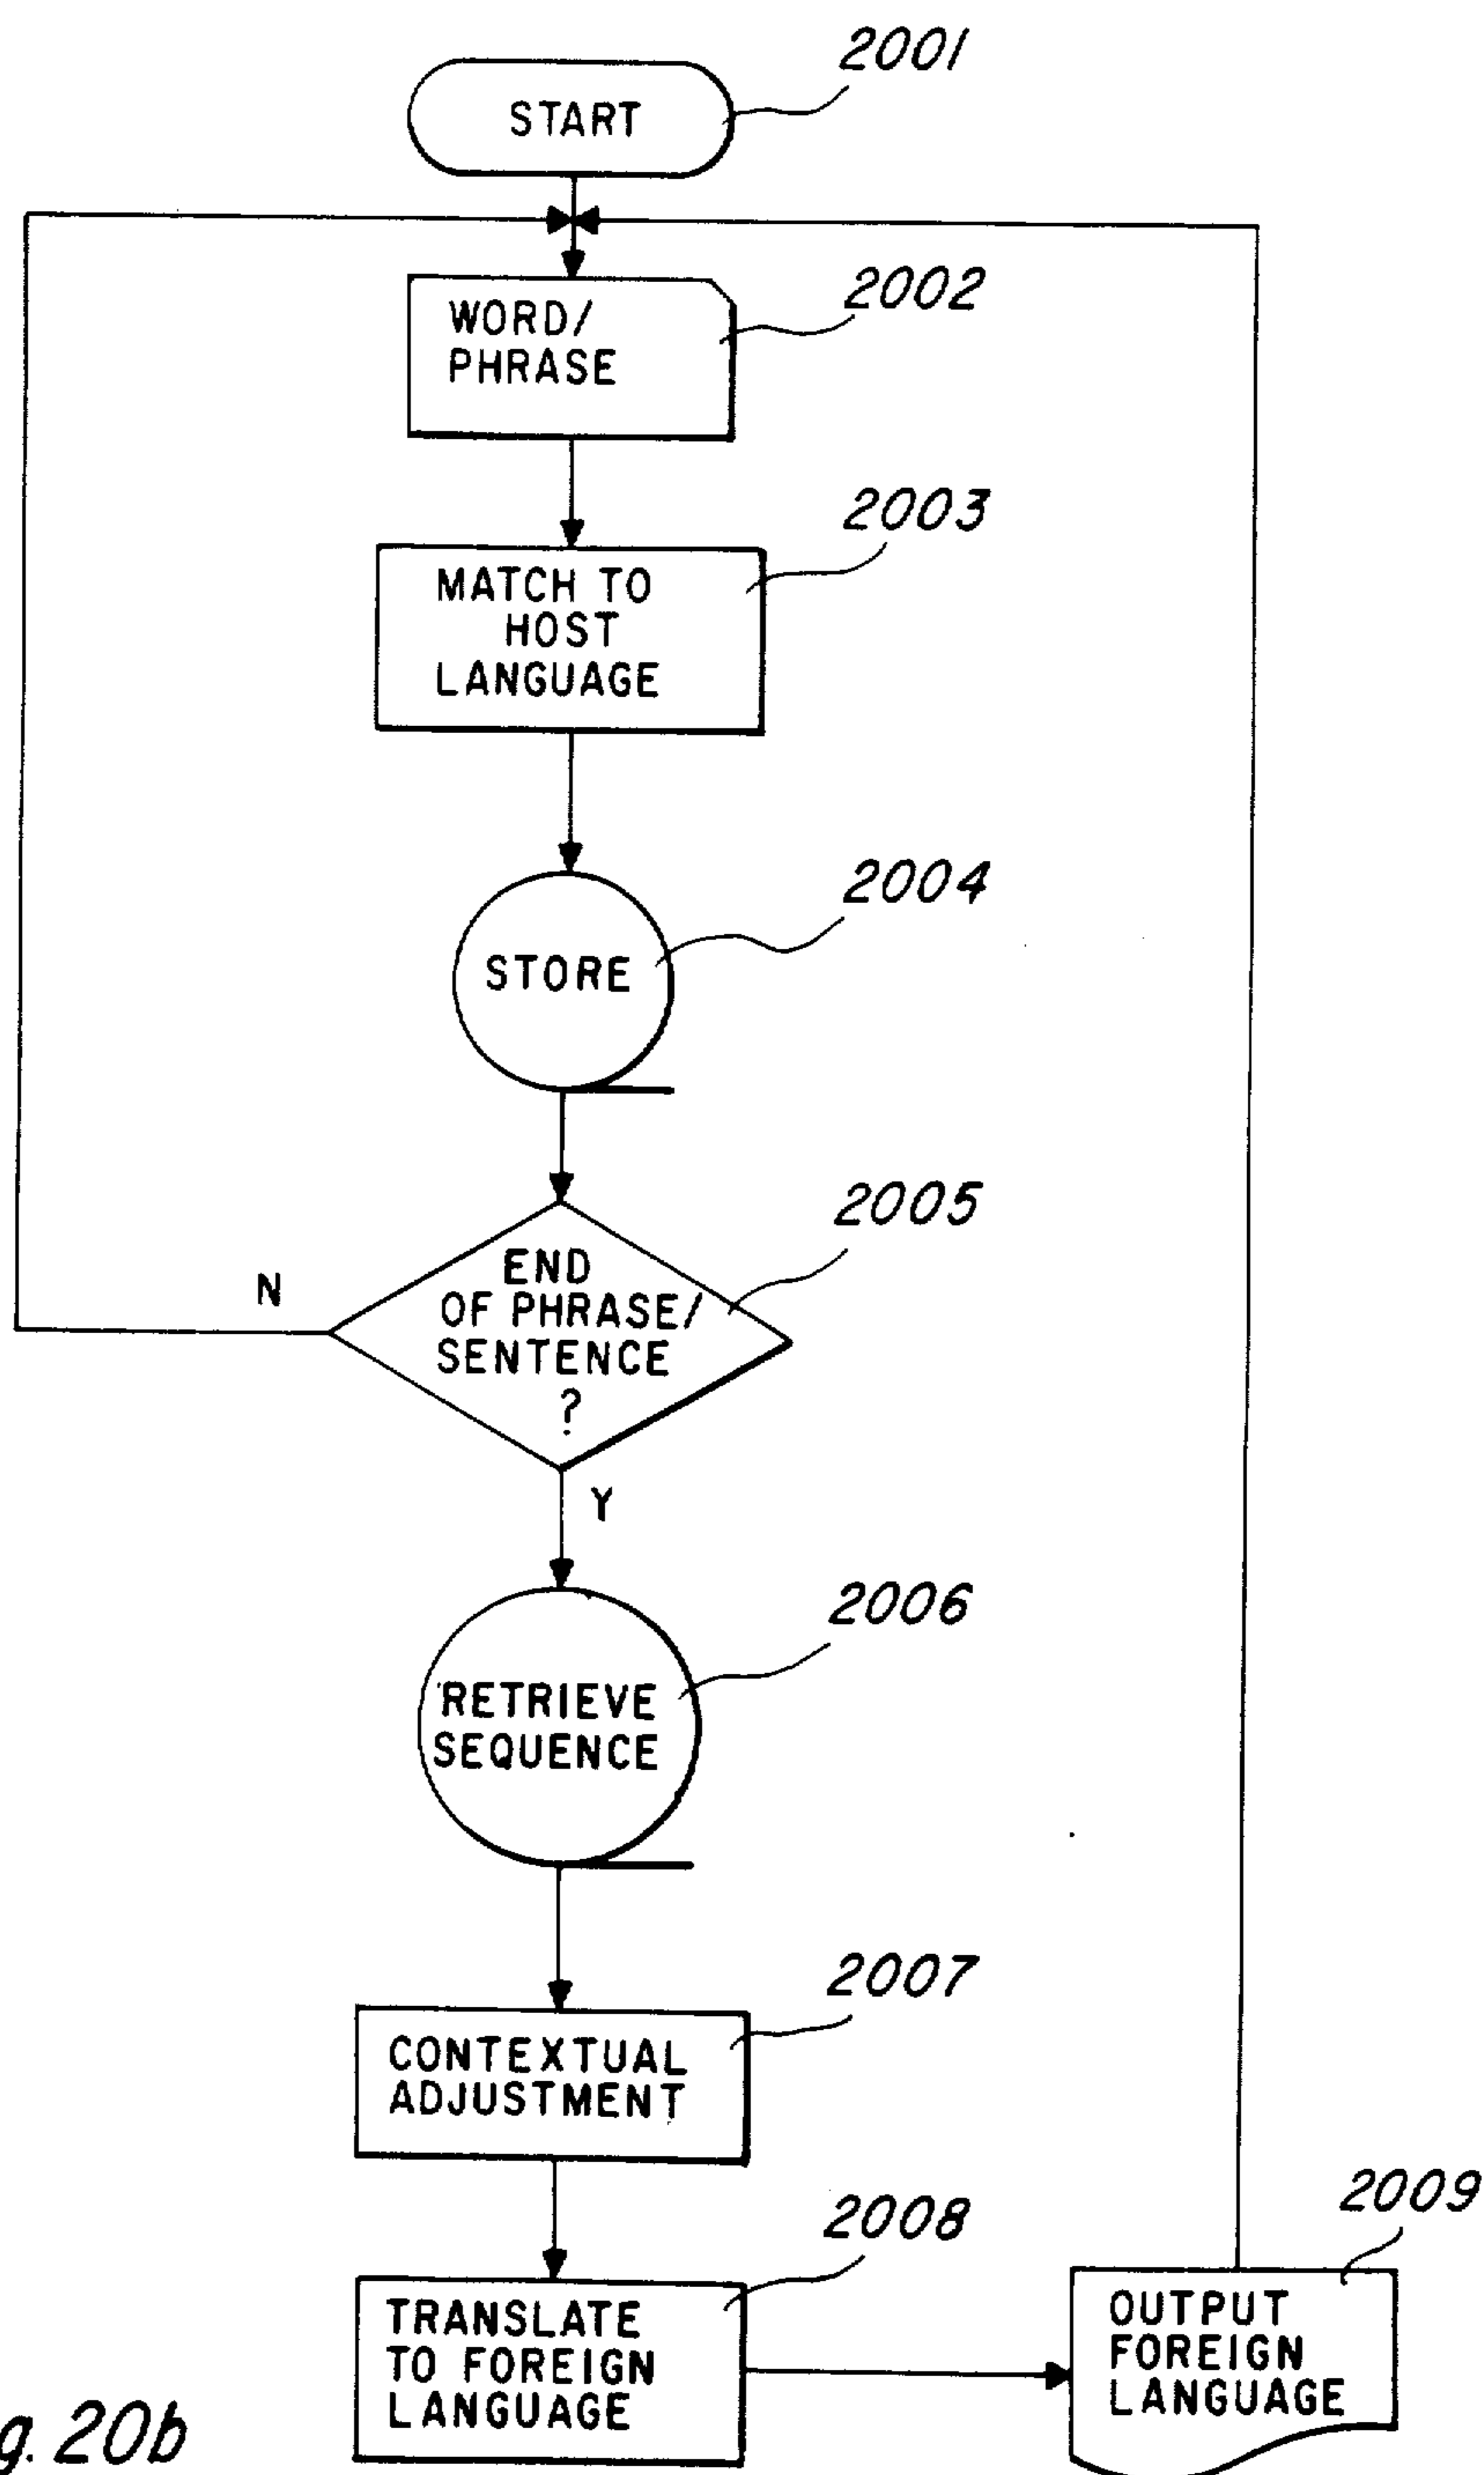 2001
START
2002
WORD/
PHRASE
2003
MATCH TO
HOST
LANGUAGE
2004
STORE
2005
END
OF PHRASE/
SENTENCE
?
N
Y
2006
RETRIEVE
SEQUENCE
2007
CONTEXTUAL
ADJUSTMENT
2008
TRANSLATE
TO FOREIGN
LANGUAGE
2009
OUTPUT
FOREIGN
LANGUAGE
g. 20b